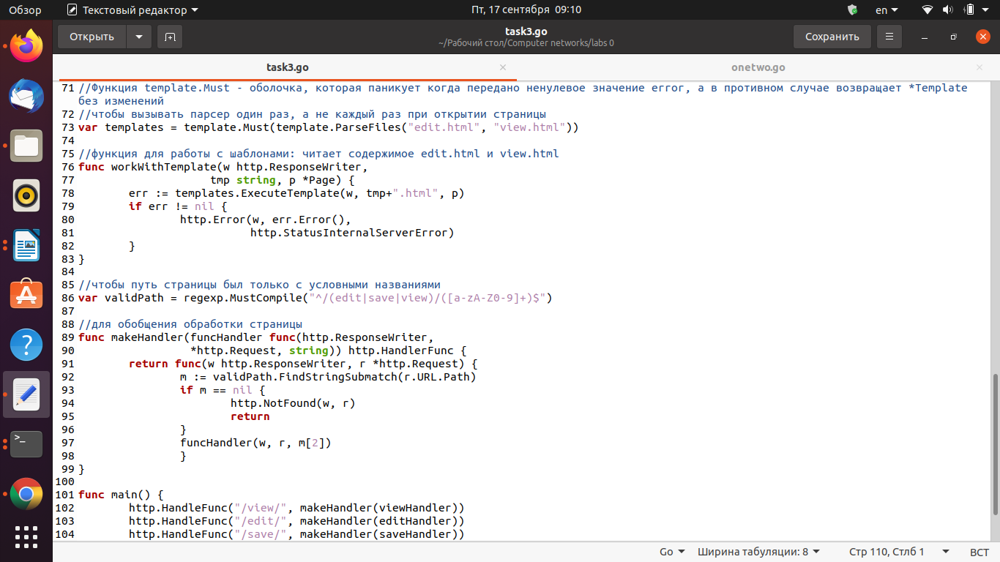 Обзор
Текстовый редактор
Пт, 17 сентября 09:10
en
Открыть
task3.go
~/Рабочий стол/Computer networks/labs 0
Сохранить
task3.go
onetwo.go
71 //Функция template.Must - оболочка, которая паникует когда передано ненулевое значение error, а в противном случае возвращает *Template
без изменений
72 //чтобы вызывать парсер один раз, а не каждый раз при открытии страницы
73 var templates = template.Must(template.ParseFiles("edit.html", "view.html"))
74
75 //функция для работы с шаблонами: читает содержимое edit.html и view.html
76 func workWithTemplate(w http.ResponseWriter,
77 tmp string, p *Page) {
78 err := templates.ExecuteTemplate(w, tmp+".html", p)
79 if err != nil {
80 http.Error(w, err.Error(),
81 http.StatusInternalServerError)
82 }
83 }
84
85 //чтобы путь страницы был только с условными названиями
86 var validPath = regexp.MustCompile("^/(edit|save|view)/([a-zA-Z0-9]+)$")
87
88 //для обобщения обработки страницы
89 func makeHandler(funcHandler func(http.ResponseWriter,
90 *http.Request, string)) http.HandlerFunc {
91 return func(w http.ResponseWriter, r *http.Request) {
92 m := validPath.FindStringSubmatch(r.URL.Path)
93 if m == nil {
94 http.NotFound(w, r)
95 return
96 }
97 funcHandler(w, r, m[2])
98 }
99 }
100
101 func main() {
102 http.HandleFunc("/view/", makeHandler(viewHandler))
103 http.HandleFunc("/edit/", makeHandler(editHandler))
104 http.HandleFunc("/save/", makeHandler(saveHandler))
Go
Ширина табуляции: 8
Стр 110, Стлб 1
ВСТ